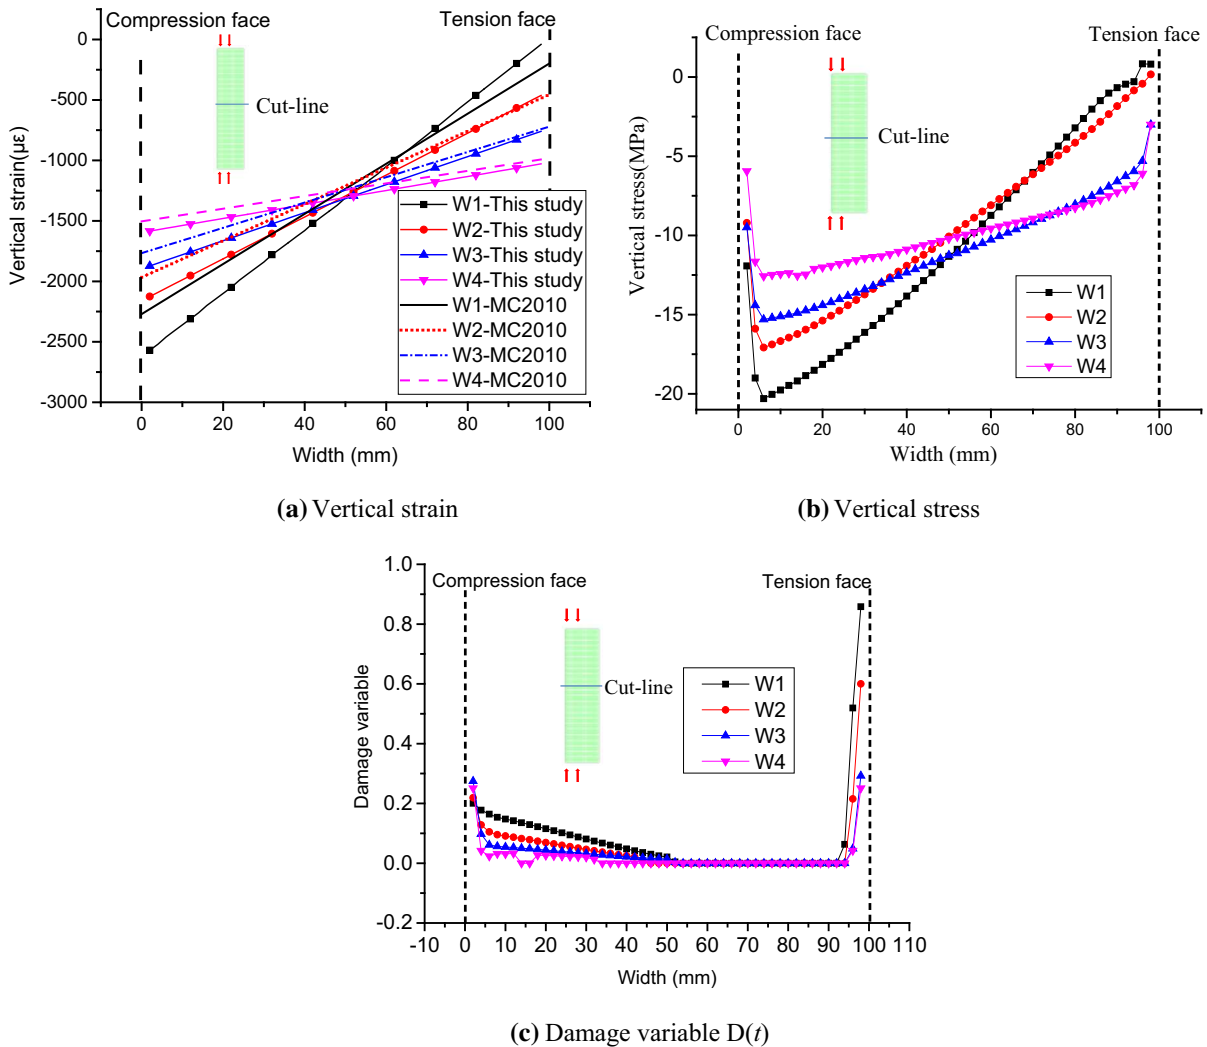 Compression face
Tension face
Cut-line
0
-500
-1000
-1500
-2000
-2500
-3000
Vertical strain(με)
W1-This study
W2-This study
W3-This study
W4-This study
W1-MC2010
W2-MC2010
W3-MC2010
W4-MC2010
0 20 40 60 80 100
Width (mm)
(a) Vertical strain
Compression face
Tension face
Cut-line
0
-5
-10
-15
-20
Vertical stress(MPa)
W1
W2
W3
W4
0 20 40 60 80 100
Width (mm)
(b) Vertical stress
Compression face
Tension face
Cut-line
1.0
0.8
0.6
0.4
0.2
0.0
-0.2
Damage variable
W1
W2
W3
W4
-10 0 10 20 30 40 50 60 70 80 90 100 110
Width (mm)
(c) Damage variable D(t)